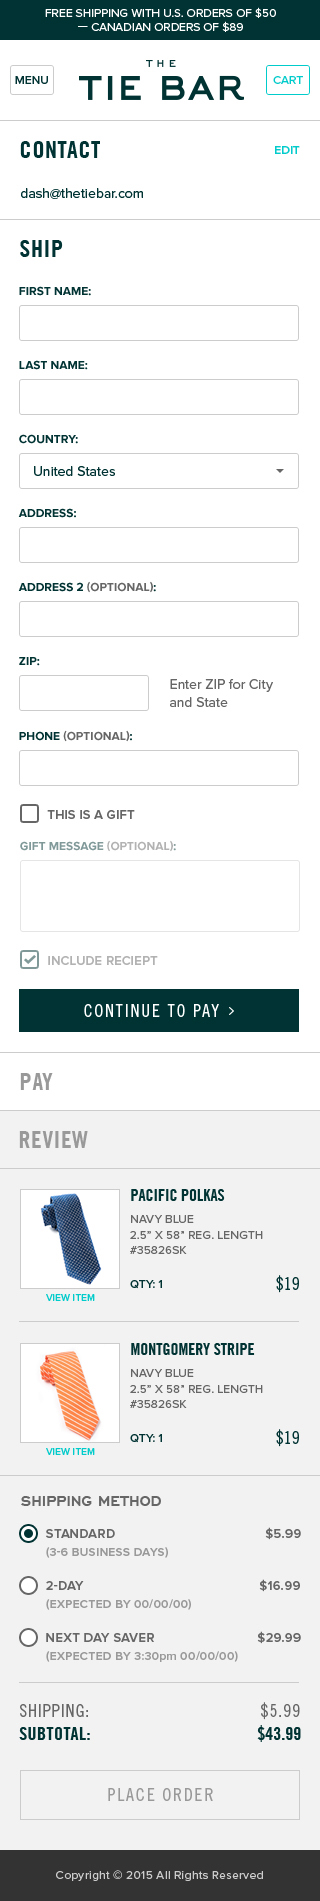 FREE SHIPPING WITH U.S. ORDERS OF $50
— CANADIAN ORDERS OF $89
MENU
THE
TIE BAR
CART
CONTACT
EDIT
dash@thetiebar.com
SHIP
FIRST NAME:
LAST NAME:
COUNTRY:
United States
ADDRESS:
ADDRESS 2 (OPTIONAL):
ZIP:
Enter ZIP for City
and State
PHONE (OPTIONAL):
THIS IS A GIFT
GIFT MESSAGE (OPTIONAL):
INCLUDE RECIEPT
CONTINUE TO PAY >
PAY
REVIEW
PACIFIC POLKAS
NAVY BLUE
2.5” X 58” REG. LENGTH
#35826SK
QTY: 1
$19
VIEW ITEM
MONTGOMERY STRIPE
NAVY BLUE
2.5” X 58” REG. LENGTH
#35826SK
QTY: 1
$19
VIEW ITEM
SHIPPING METHOD
STANDARD $5.99
(3-6 BUSINESS DAYS)
2-DAY $16.99
(EXPECTED BY 00/00/00)
NEXT DAY SAVER $29.99
(EXPECTED BY 3:30pm 00/00/00)
SHIPPING: $5.99
SUBTOTAL: $43.99
PLACE ORDER
Copyright © 2015 All Rights Reserved